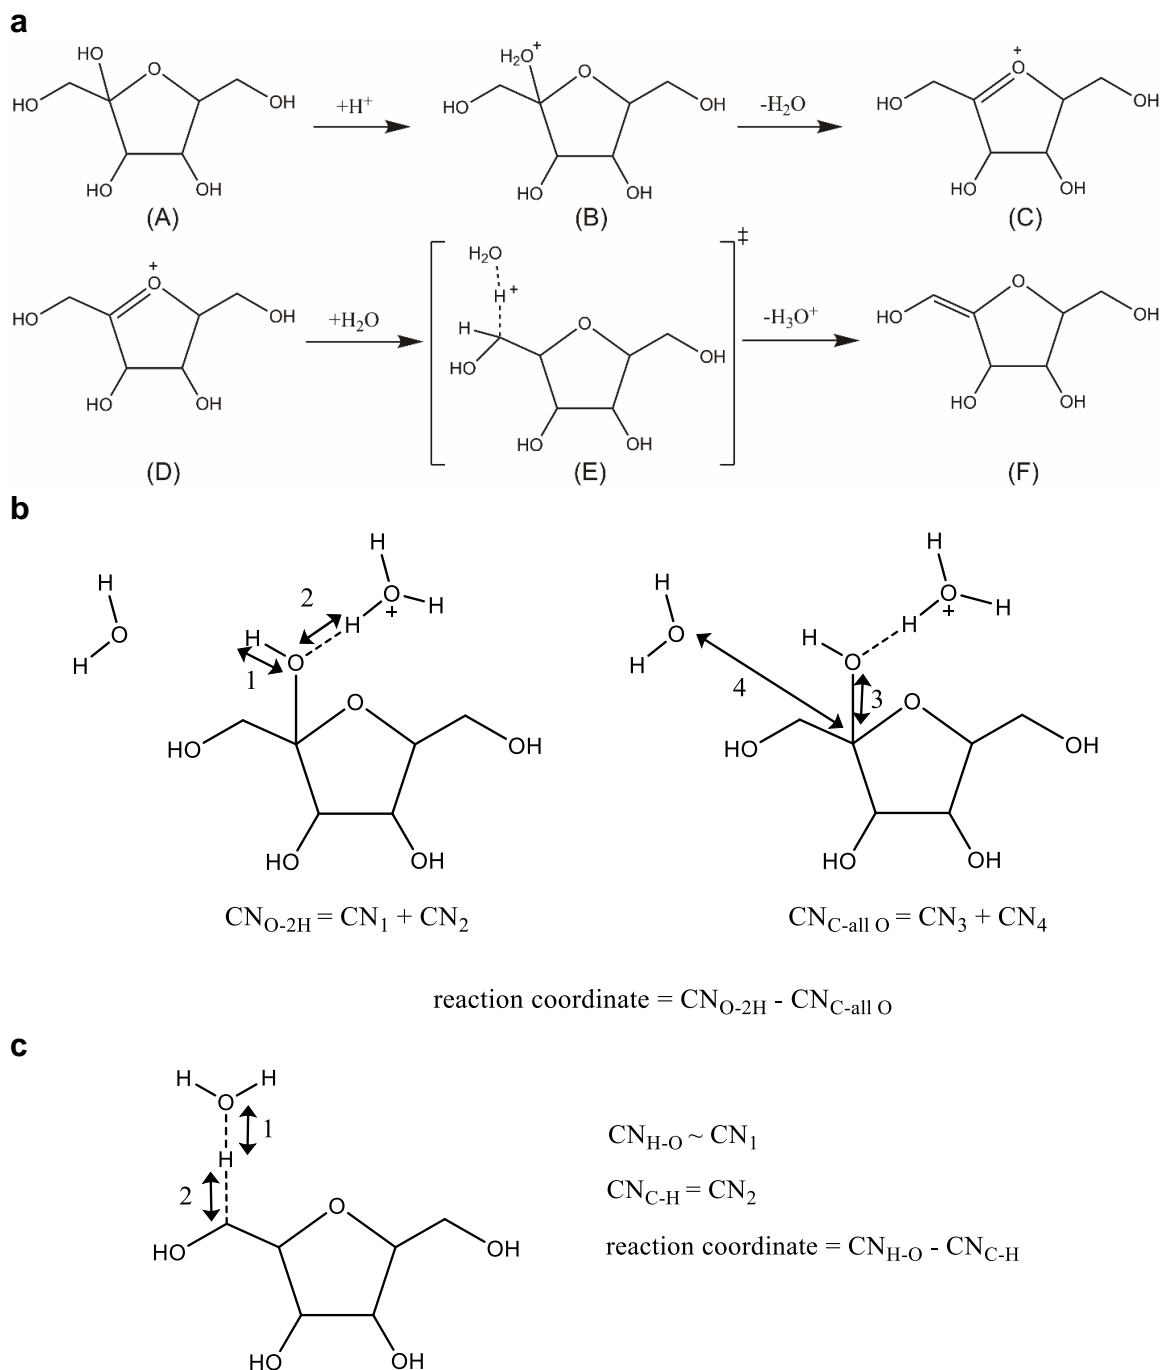 a
HO O HO OH HO OH
+H+
H2O+ O HO OH HO OH
-H2O
+ O HO OH HO OH
(A) (B) (C)
+ O HO OH HO OH
+H2O
H2O H + H HO O OH HO OH ‡
-H3O+
O HO OH HO OH
(D) (E) (F)
b
H O H
H O + H H
2
H O
1
O HO OH HO OH
H O H
H O + H H
H O
4 3
O HO OH HO OH
CNO-2H = CN1 + CN2
CNC-all O = CN3 + CN4
reaction coordinate = CNO-2H - CNC-all O
c
H H
O
1
H
2
O HO OH HO OH
CNH-O ~ CN1
CNC-H = CN2
reaction coordinate = CNH-O - CNC-H